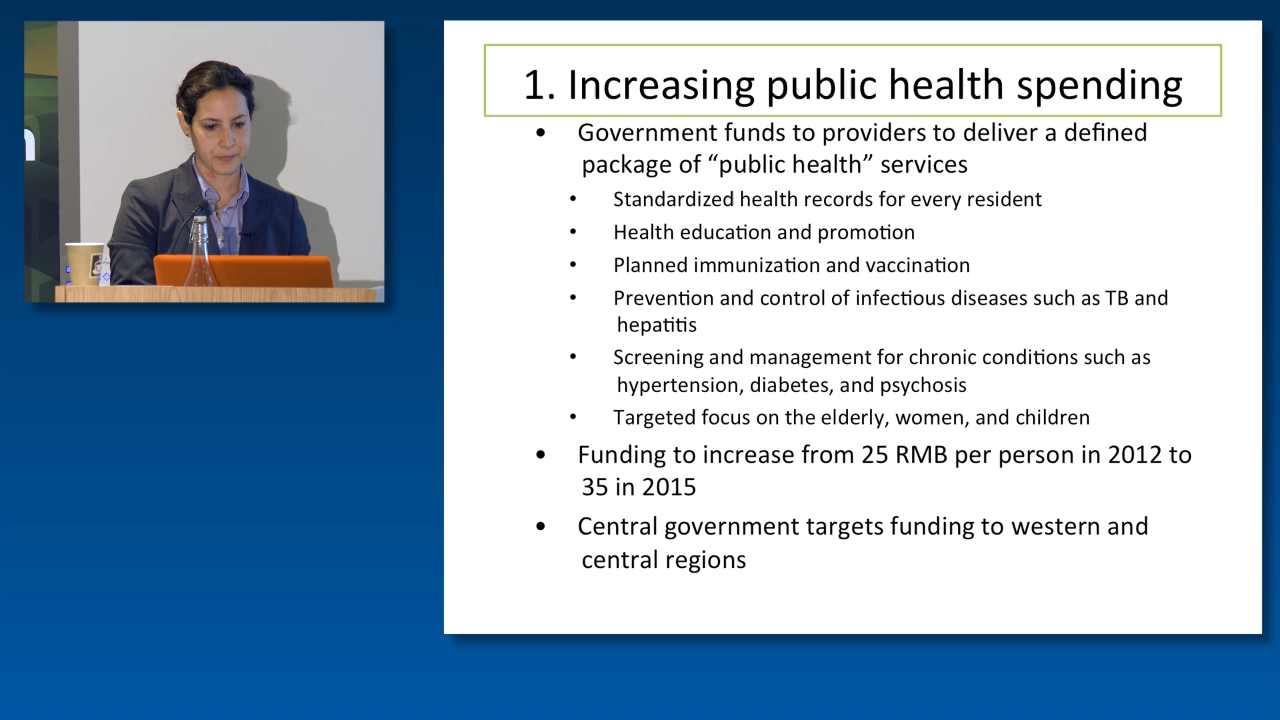 1. Increasing public health spending
• Government funds to providers to deliver a defined
package of “public health” services
• Standardized health records for every resident
• Health education and promotion
• Planned immunization and vaccination
• Prevention and control of infectious diseases such as TB and
hepatitis
• Screening and management for chronic conditions such as
hypertension, diabetes, and psychosis
• Targeted focus on the elderly, women, and children
• Funding to increase from 25 RMB per person in 2012 to
35 in 2015
• Central government targets funding to western and
central regions